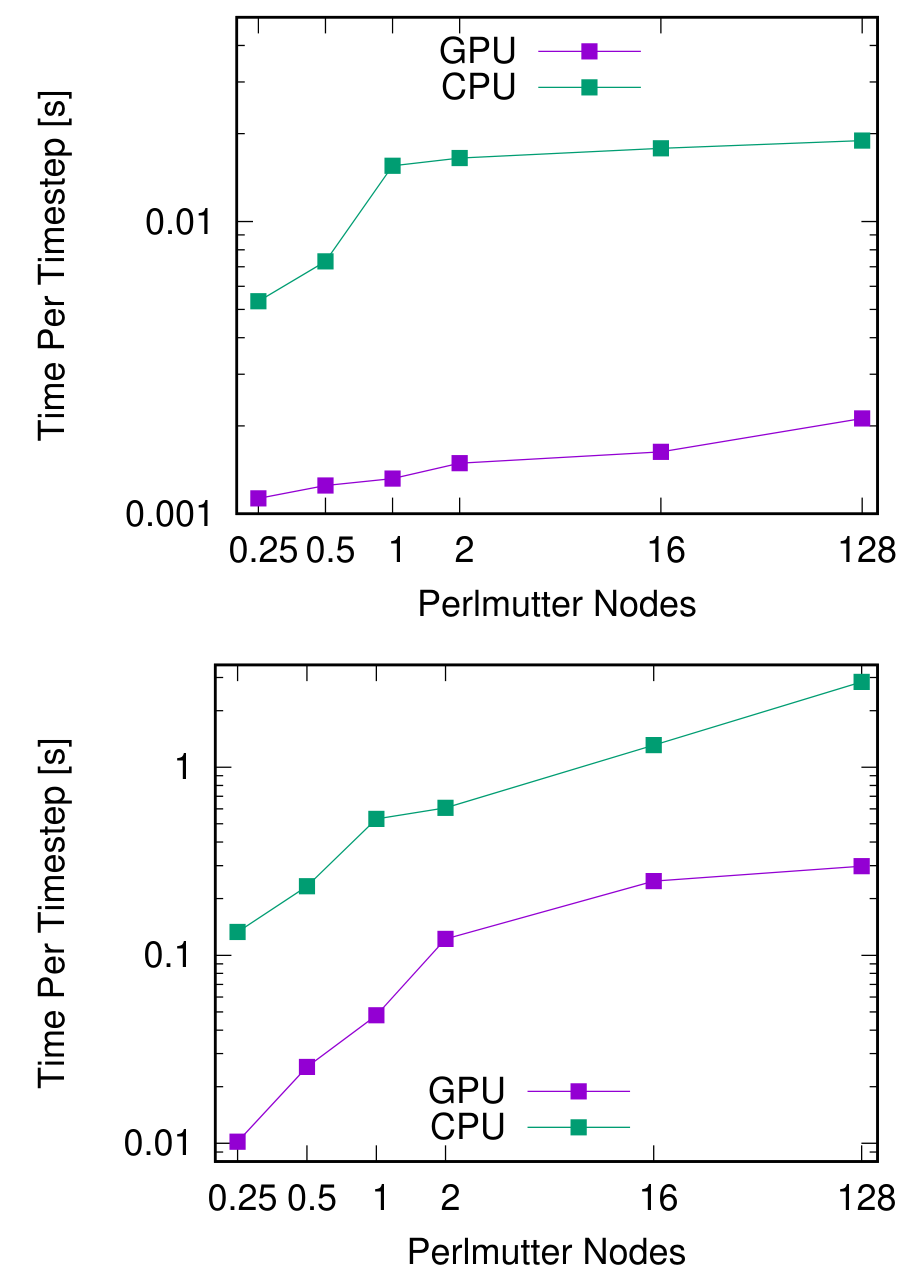 GPU
CPU
Time Per Timestep [s]
0.01
0.001
0.25 0.5 1 2 16 128
Perlmutter Nodes
Time Per Timestep [s]
1
0.1
0.01
GPU
CPU
0.25 0.5 1 2 16 128
Perlmutter Nodes